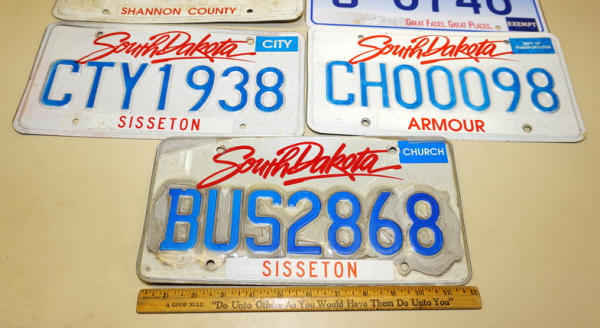 SHANNON COUNTY
Great Faces. Great Places.
EXEMPT
South Dakota
CITY
CTY1938
SISSETON
South Dakota
DEPT OF
TRANSPORTATION
CH00098
ARMOUR
South Dakota
CHURCH
BUS2868
SISSETON
A GOOD RULE "Do Unto Others As You Would Have Them Do Unto You"